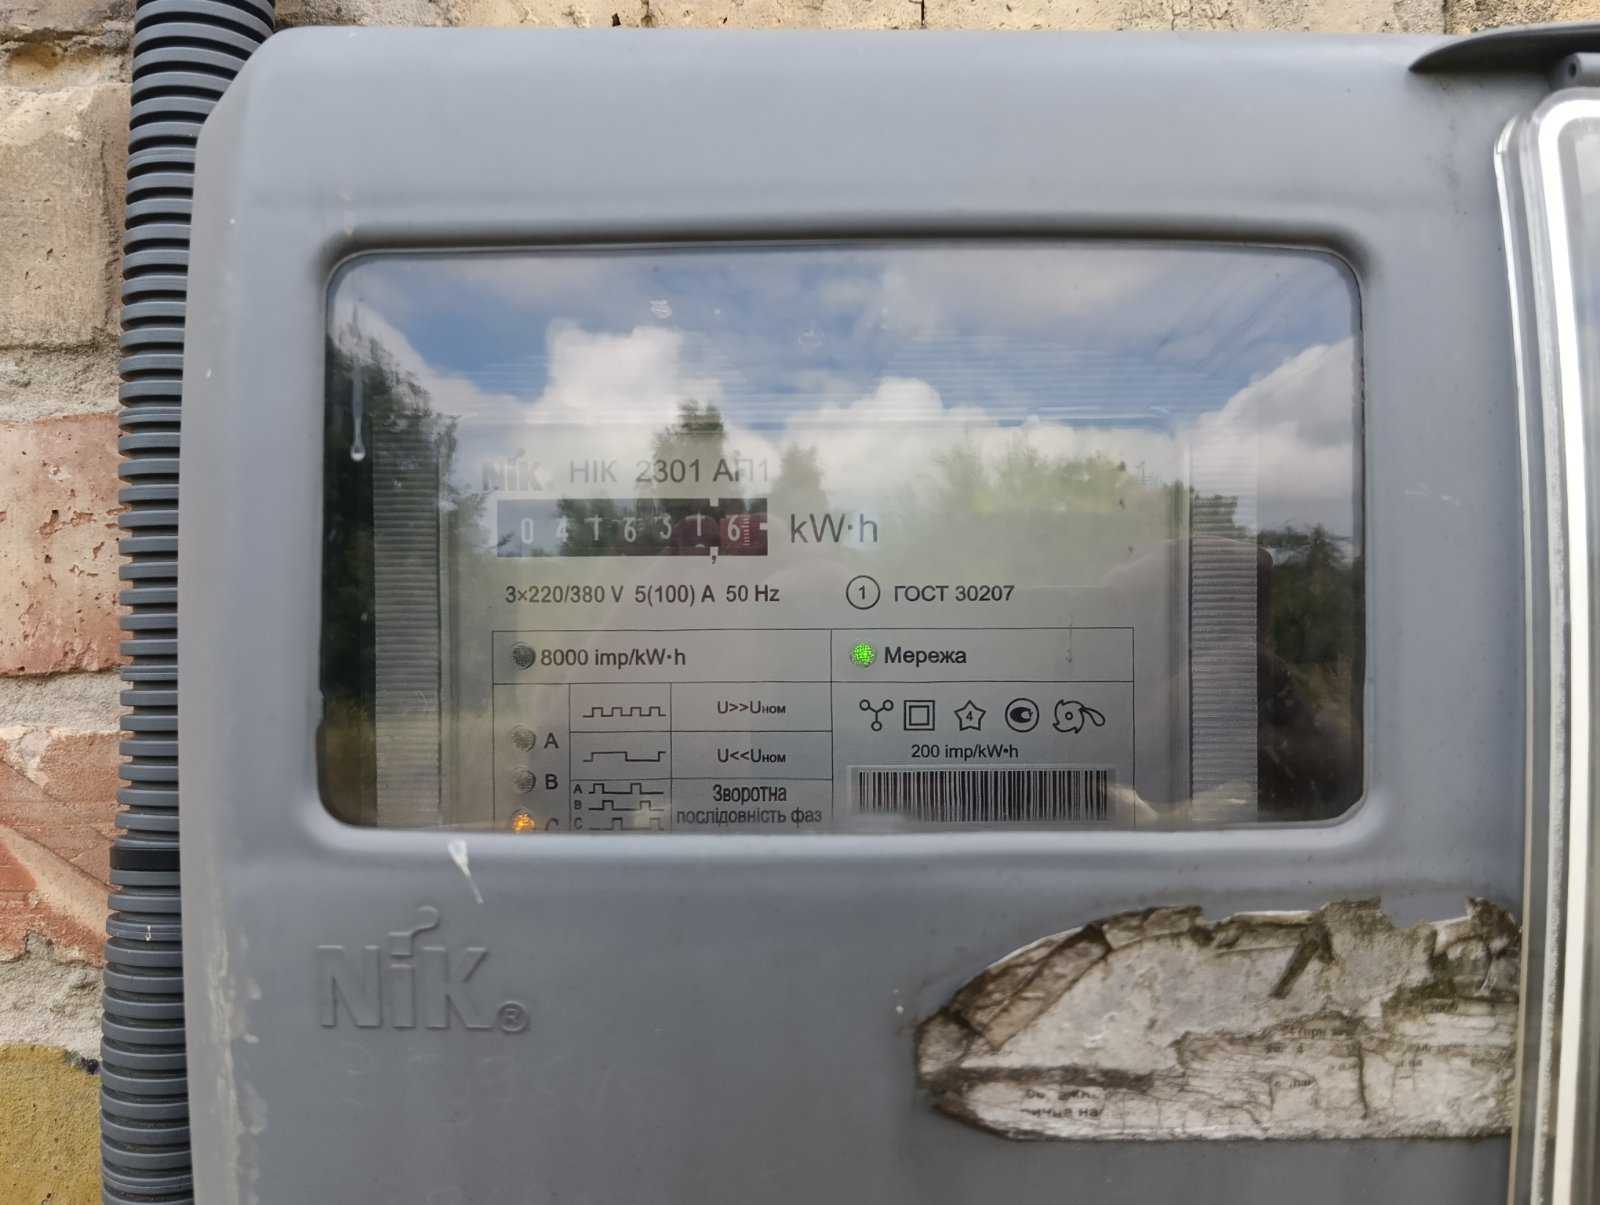 NiK. НІК 2301 АП1
041631,6 kW·h
3×220/380 V 5(100) A 50 Hz
1 ГОСТ 30207
8000 imp/kW·h
Мережа
A
U>>Uном
B
U<<Uном
C
A
B
C
Зворотна
послідовність фаз
4
200 imp/kW•h
NiK®